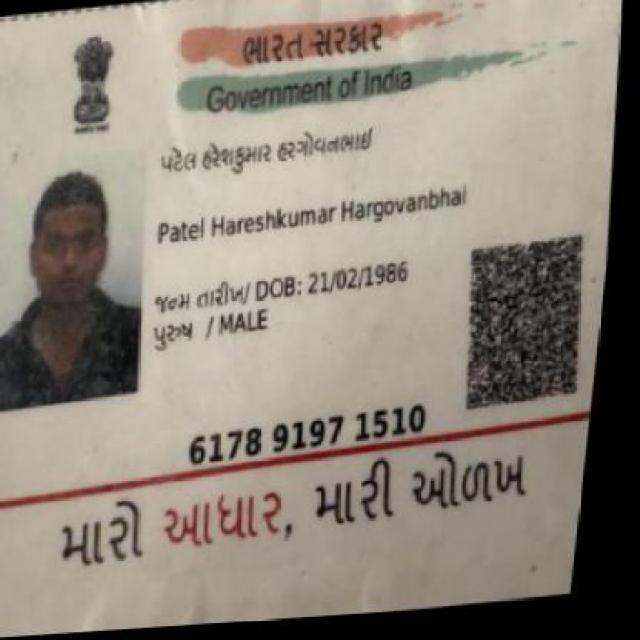 ભારત સરકાર
Government of India
પટેલ હરેશકુમાર હરગોવનભાઈ
Patel Hareshkumar Hargovanbhai
જન્મ તારીખ/ DOB: 21/02/1986
પુરુષ / MALE
6178 9197 1510
મારો આધાર, મારી ઓળખ